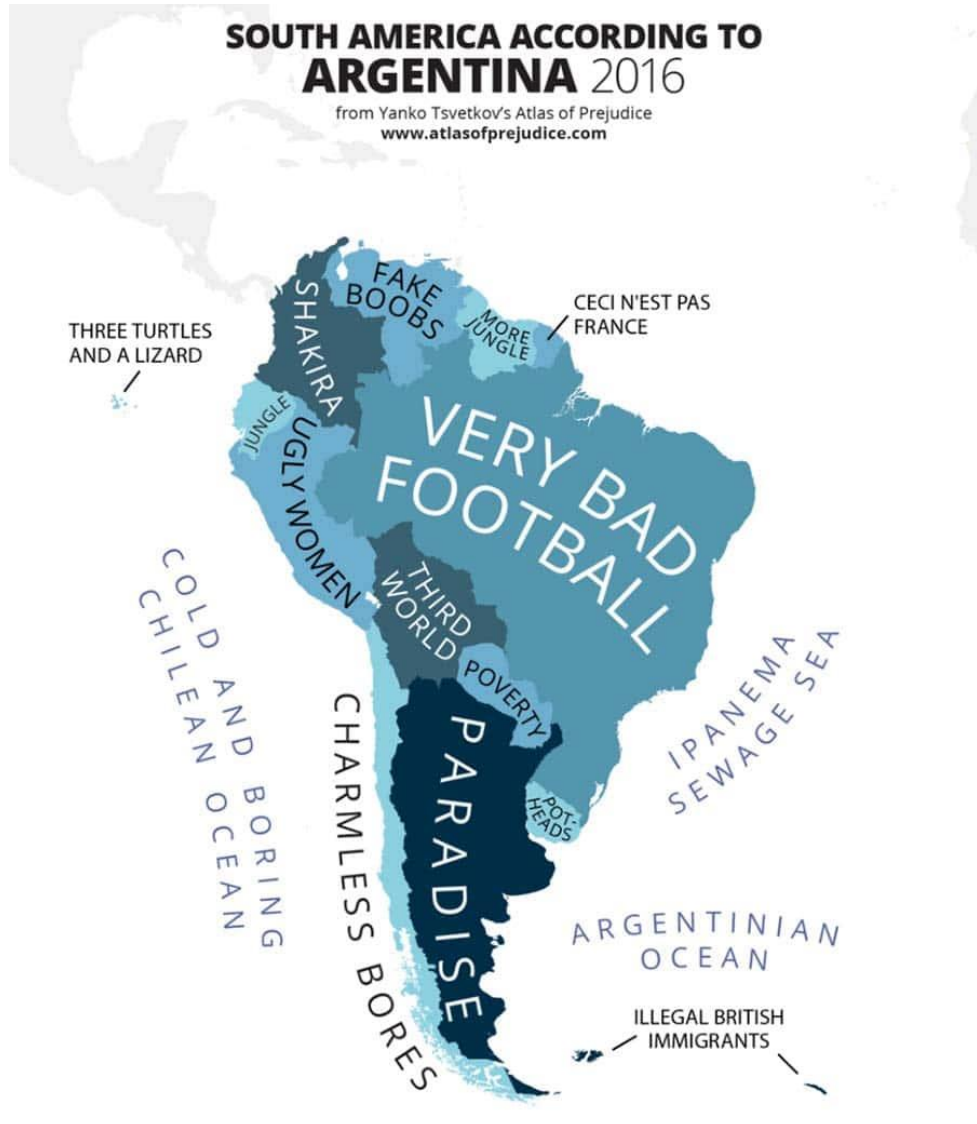 SOUTH AMERICA ACCORDING TO
ARGENTINA 2016
from Yanko Tsvetkov's Atlas of Prejudice
www.atlasofprejudice.com
FAKE
BOOBS
SHAKIRA
MORE
JUNGLE
CECI N'EST PAS
FRANCE
THREE TURTLES
AND A LIZARD
JUNGLE
UGLY WOMEN
VERY BAD
FOOTBALL
THIRD
WORLD
POVERTY
COLD AND BORING
CHILEAN OCEAN
IPANEMA
SEWAGE SEA
CHARMLESS BORES
PARADISE
POT-
HEADS
ARGENTINIAN
OCEAN
ILLEGAL BRITISH
IMMIGRANTS